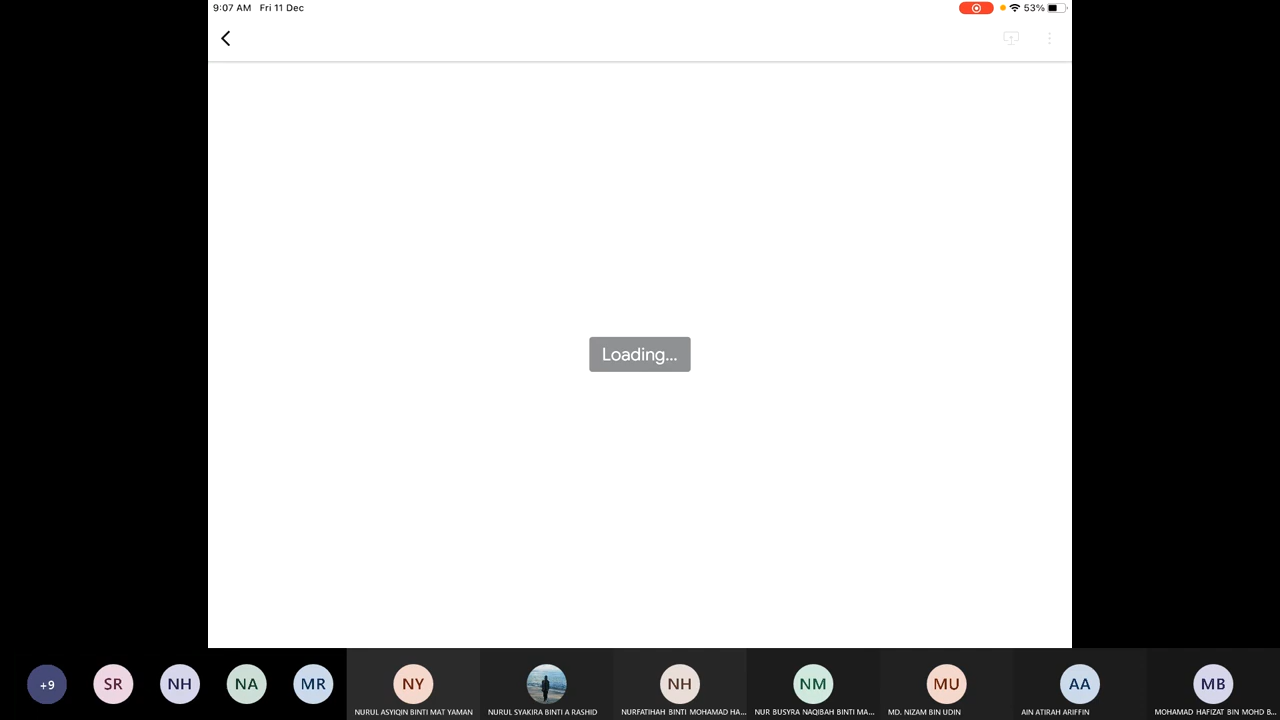 9:07 AM Fri 11 Dec
53%
Loading...
+9
SR
NH
NA
MR
NY
NH
NM
MU
AA
MB
NURUL ASYIQIN BINTI MAT YAMAN
NURUL SYAKIRA BINTI A RASHID
NURFATIHAH BINTI MOHAMAD HA...
NUR BUSYRA NAQIBAH BINTI MA...
MD. NIZAM BIN UDIN
AIN ATIRAH ARIFFIN
MOHAMAD HAFIZAT BIN MOHD B...